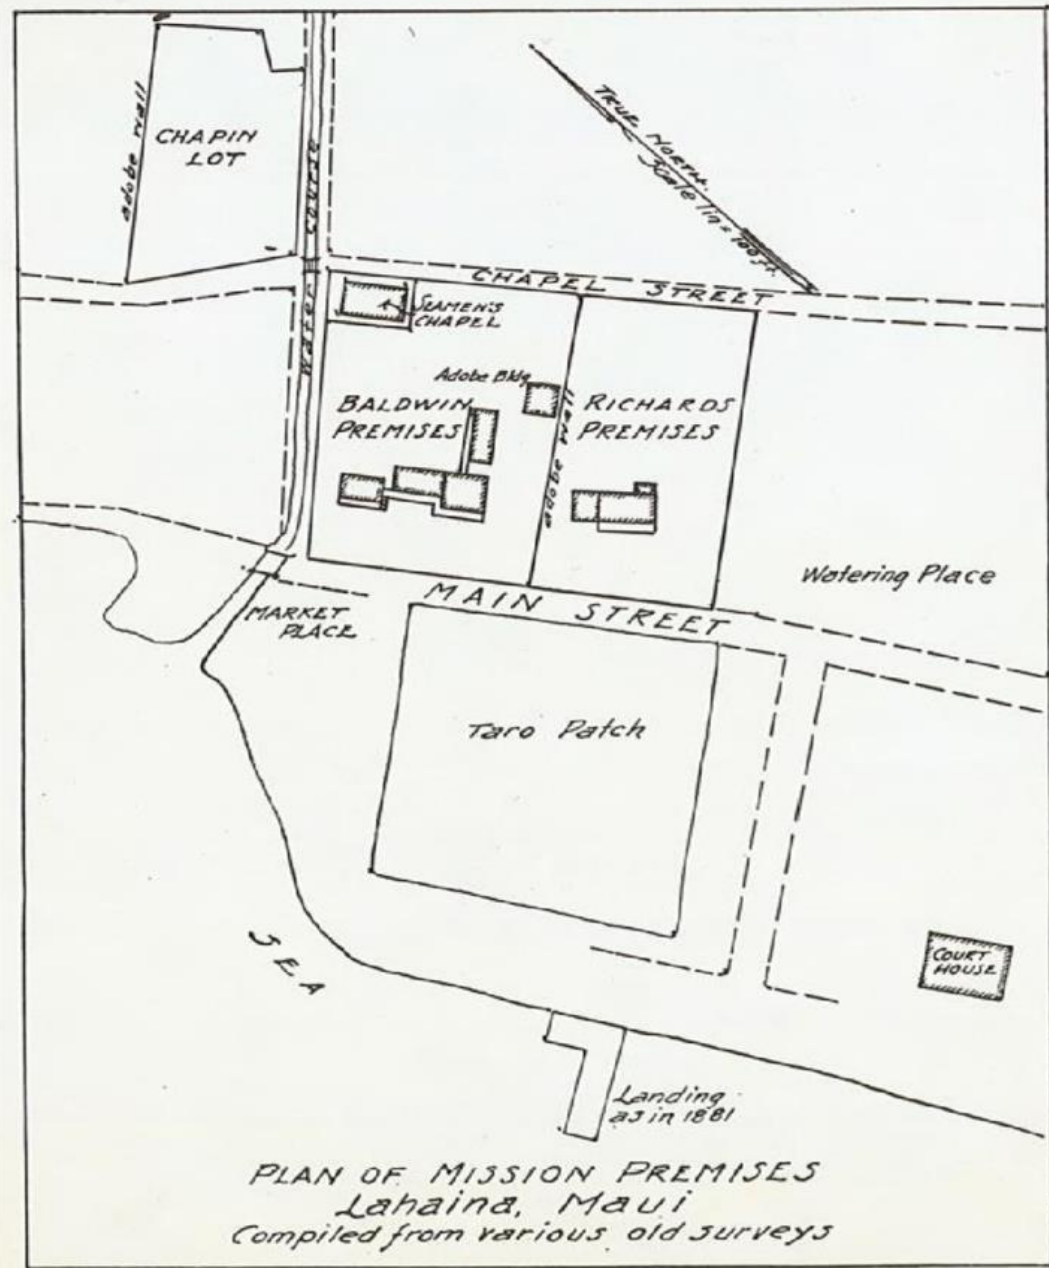 adobe wall
CHAPIN
LOT
Water Course
TRUE NORTH.
Scale 1in = 100ft.
CHAPEL STREET
SEAMEN'S
CHAPEL
Adobe Bldg
BALDWIN
PREMISES
adobe wall
RICHARDS
PREMISES
Watering Place
MAIN STREET
MARKET
PLACE
Taro Patch
SEA
COURT
HOUSE
Landing
as in 1881
PLAN OF MISSION PREMISES
Lahaina, Maui
Compiled from various old surveys